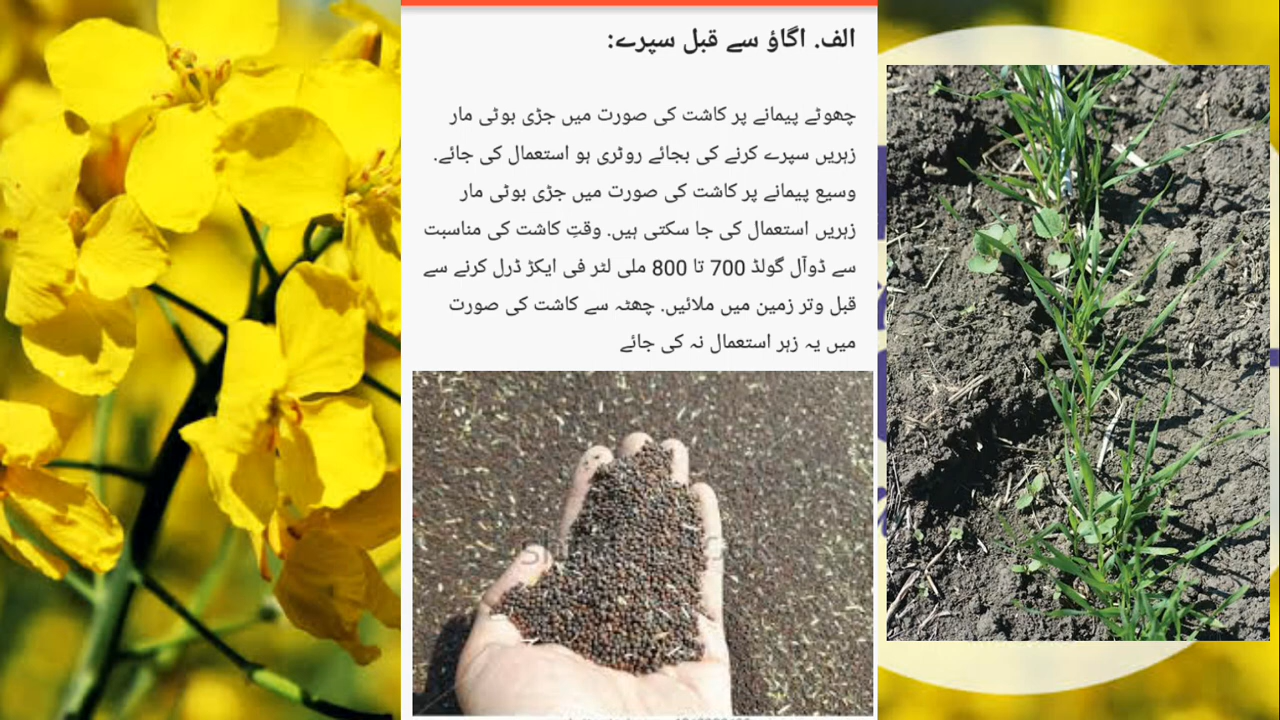 الف. اگاؤ سے قبل سپرے:
چھوٹے پیمانے پر کاشت کی صورت میں جڑی بوٹی مار
زہریں سپرے کرنے کی بجائے روٹری ہو استعمال کی جائے.
وسیع پیمانے پر کاشت کی صورت میں جڑی بوٹی مار
زہریں استعمال کی جا سکتی ہیں. وقتِ کاشت کی مناسبت
سے ڈوآل گولڈ 700 تا 800 ملی لٹر فی ایکڑ ڈرل کرنے سے
قبل وتر زمین میں ملائیں. چھٹہ سے کاشت کی صورت
میں یہ زہر استعمال نہ کی جائے